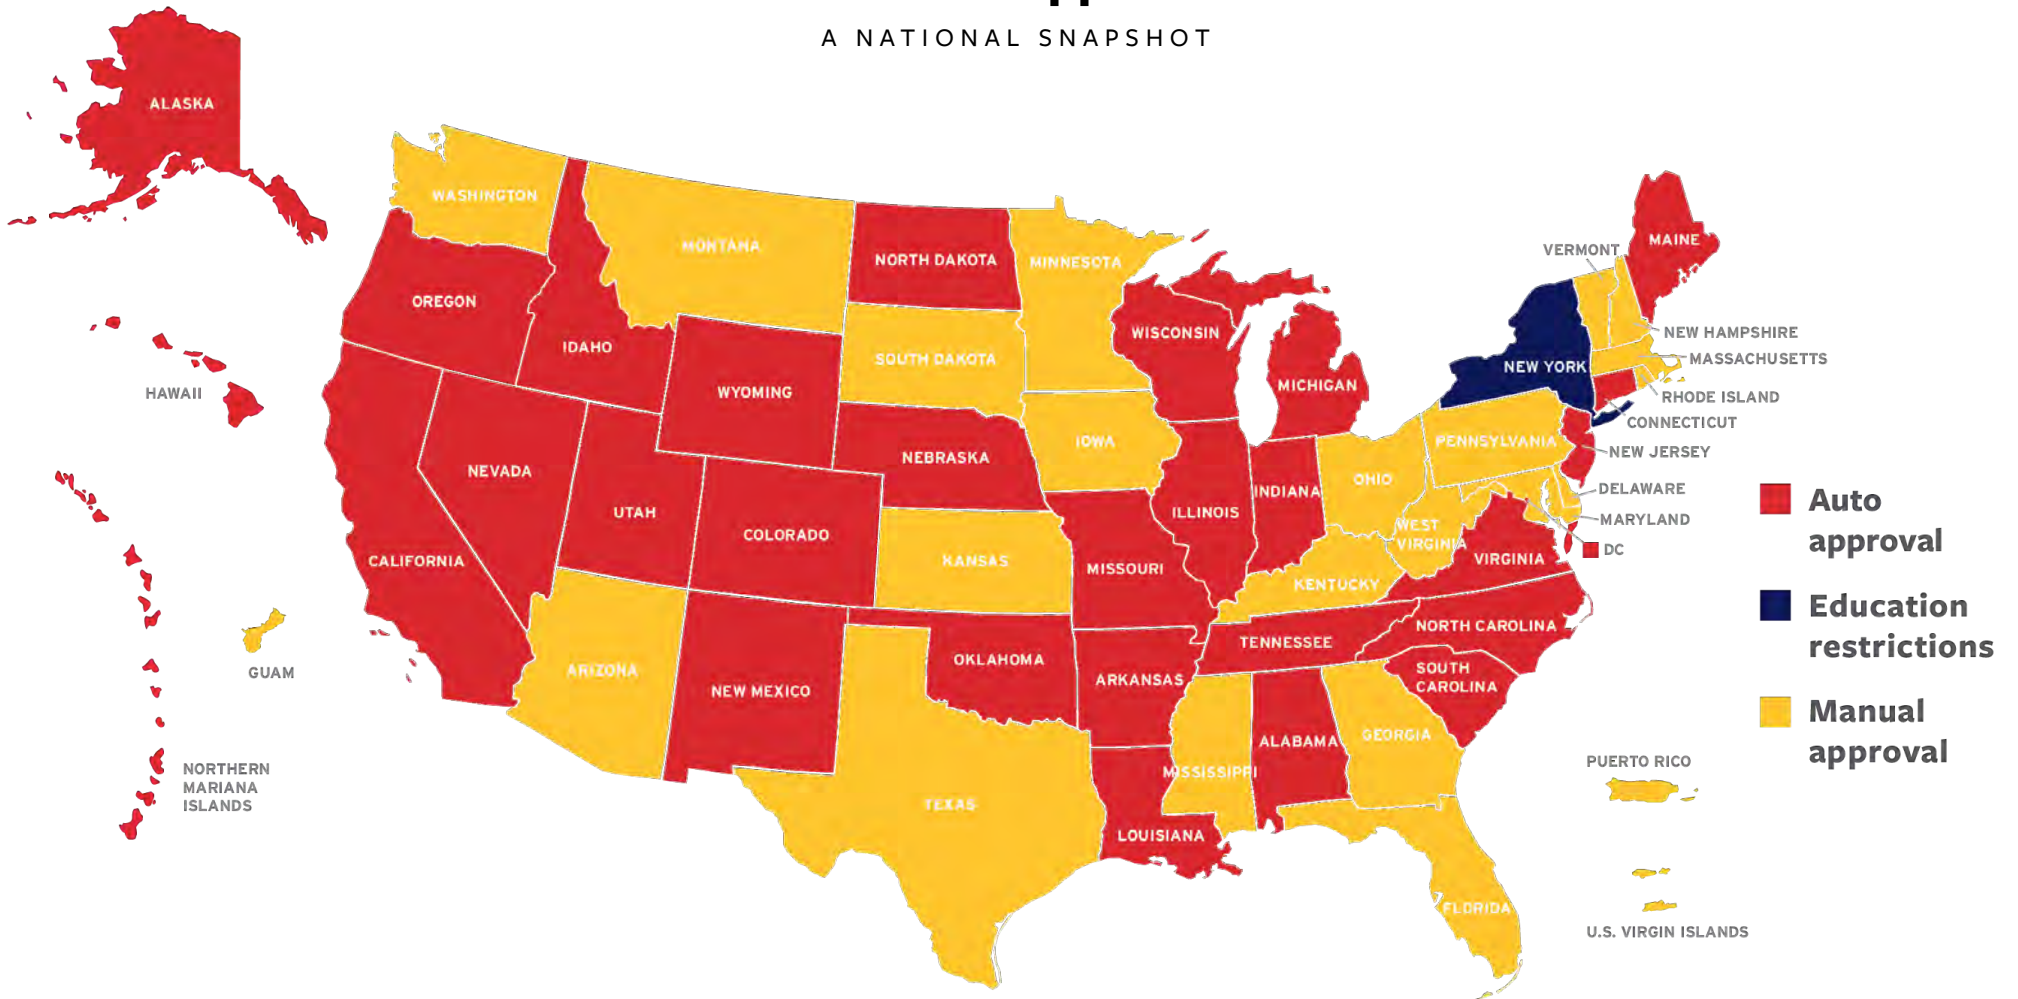 A NATIONAL SNAPSHOT
ALASKA
WASHINGTON
MONTANA
NORTH DAKOTA
MINNESOTA
VERMONT
MAINE
OREGON
IDAHO
WYOMING
SOUTH DAKOTA
WISCONSIN
MICHIGAN
NEW YORK
NEW HAMPSHIRE
MASSACHUSETTS
RHODE ISLAND
CONNECTICUT
NEW JERSEY
HAWAII
NEVADA
UTAH
COLORADO
NEBRASKA
IOWA
ILLINOIS
INDIANA
OHIO
PENNSYLVANIA
DELAWARE
MARYLAND
DC
CALIFORNIA
KANSAS
MISSOURI
KENTUCKY
WEST
VIRGINIA
VIRGINIA
Auto
approval
Education
restrictions
Manual
approval
GUAM
ARIZONA
NEW MEXICO
OKLAHOMA
ARKANSAS
TENNESSEE
NORTH CAROLINA
SOUTH
CAROLINA
NORTHERN
MARIANA
ISLANDS
TEXAS
LOUISIANA
MISSISSIPPI
ALABAMA
GEORGIA
FLORIDA
PUERTO RICO
U.S. VIRGIN ISLANDS